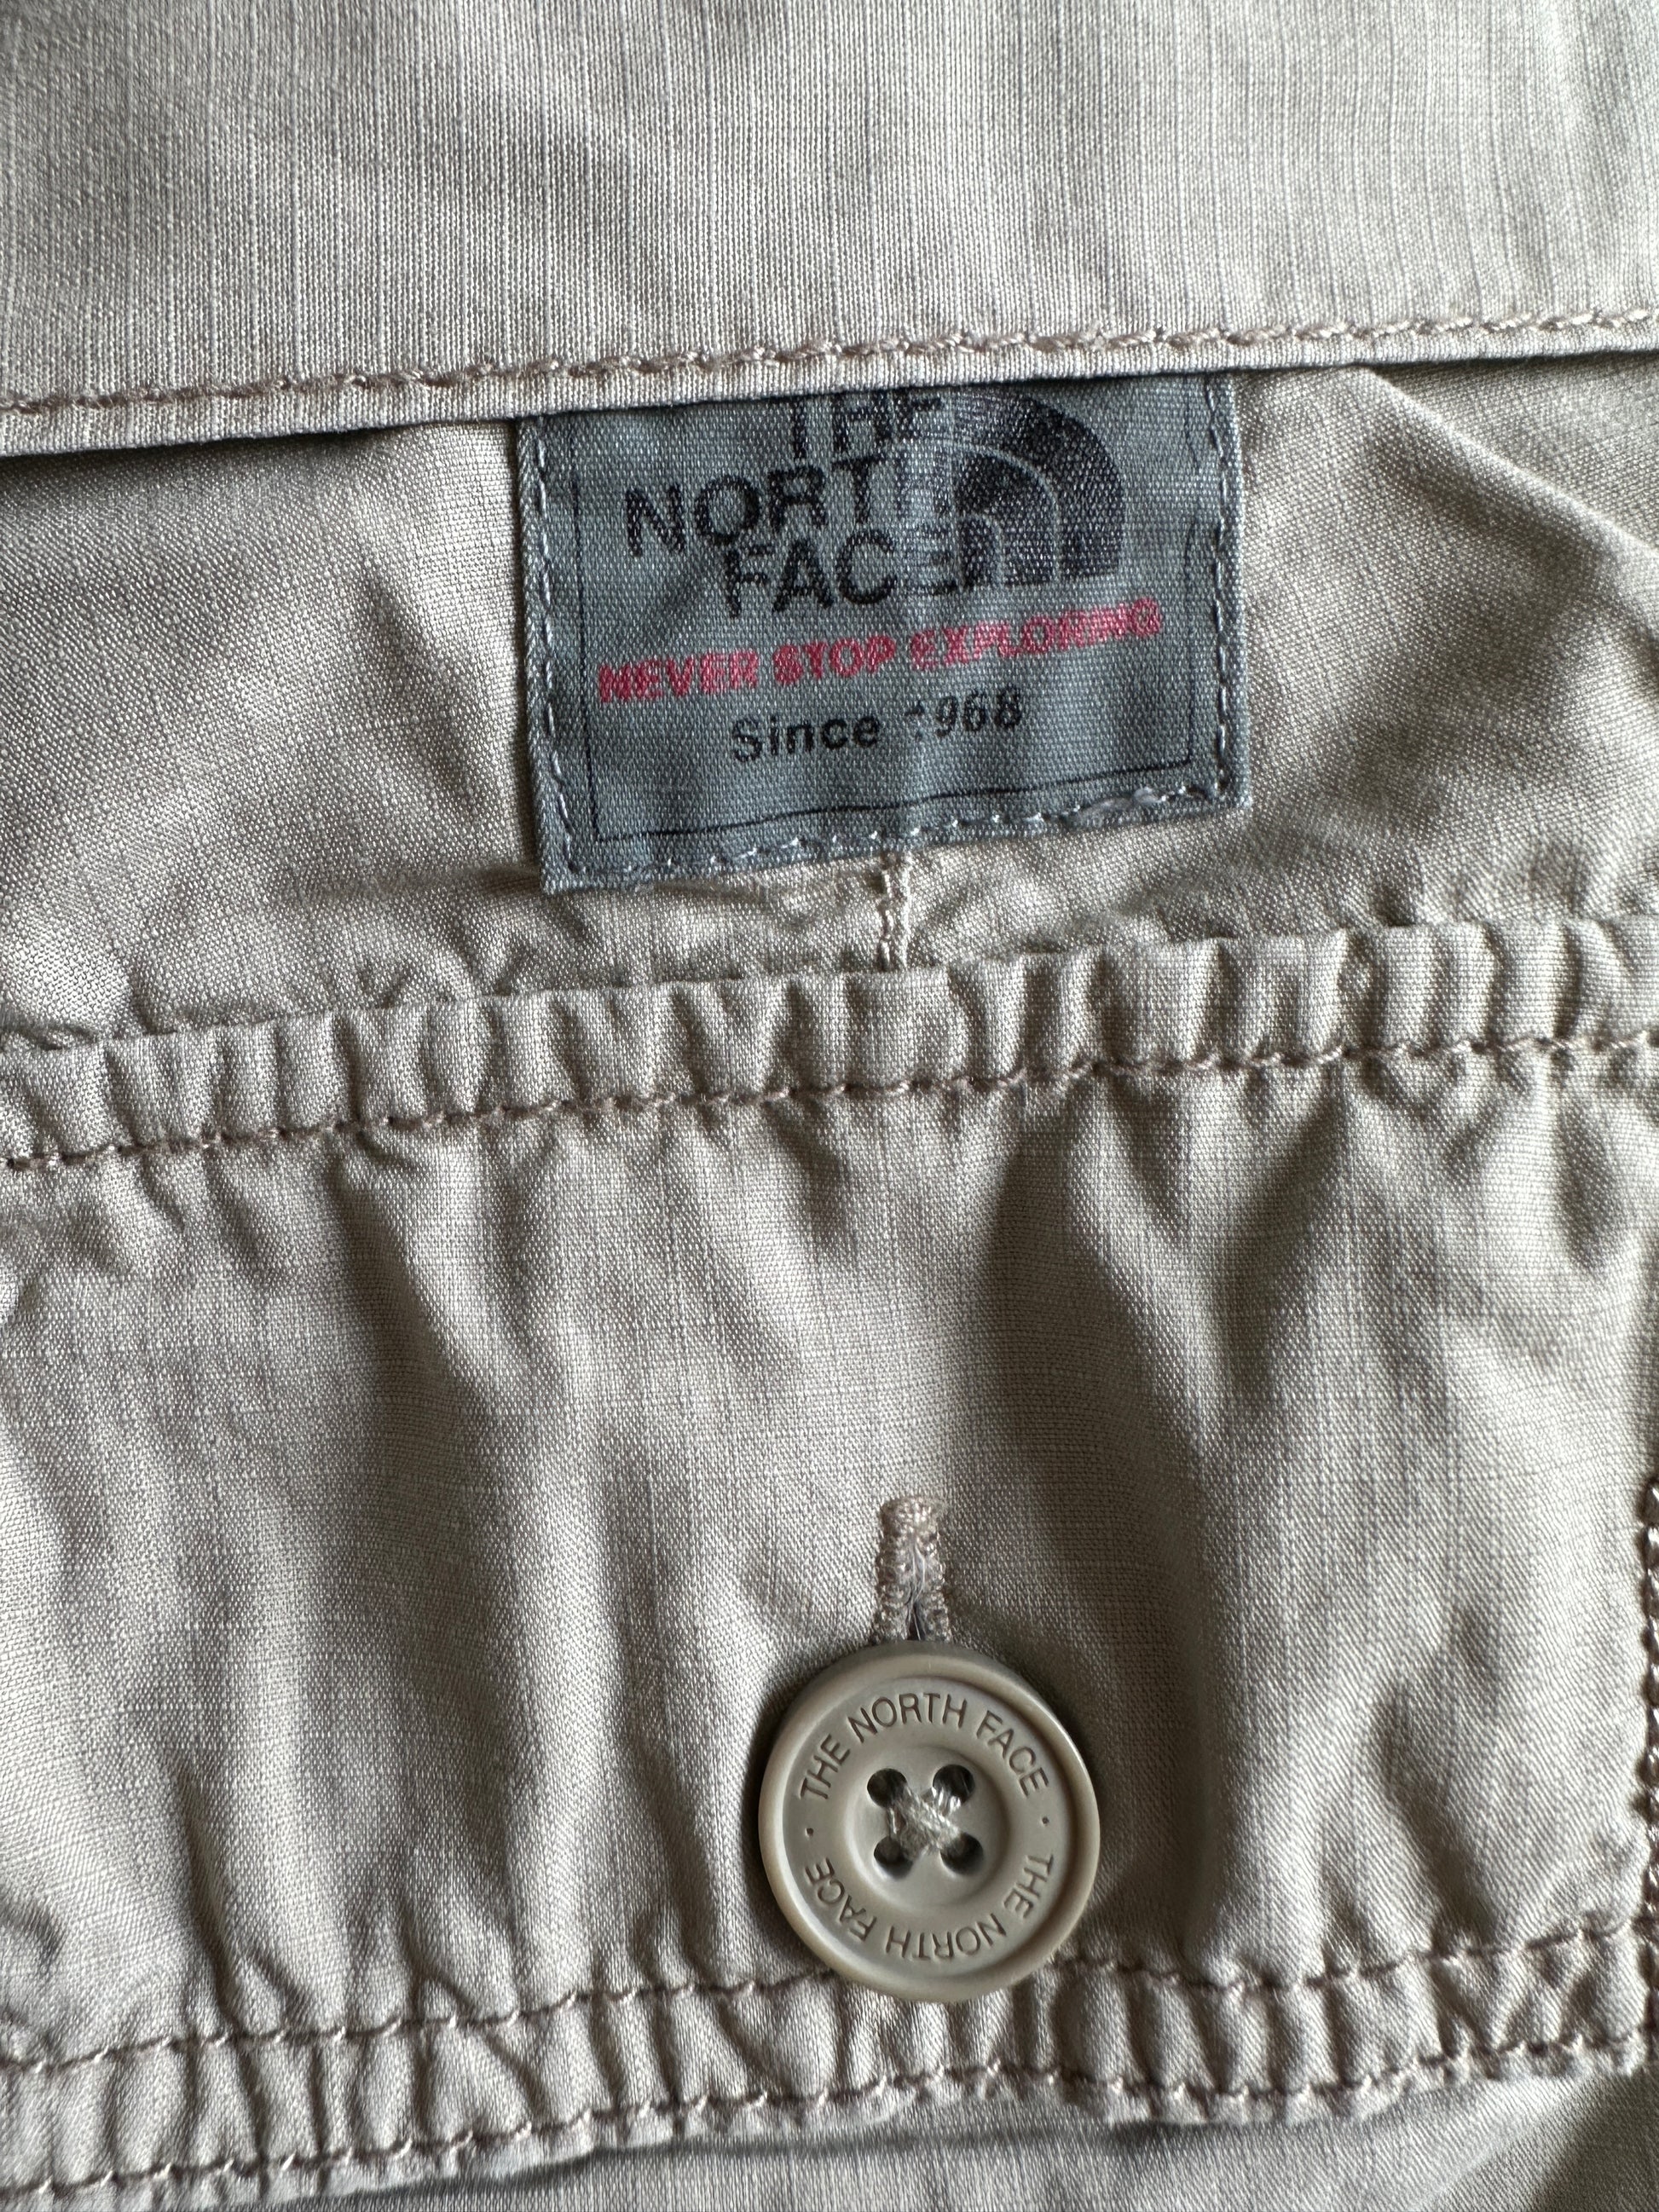 THE
NORTH
FACE
NEVER STOP EXPLORING
Since 1968
THE NORTH FACE · THE NORTH FACE ·